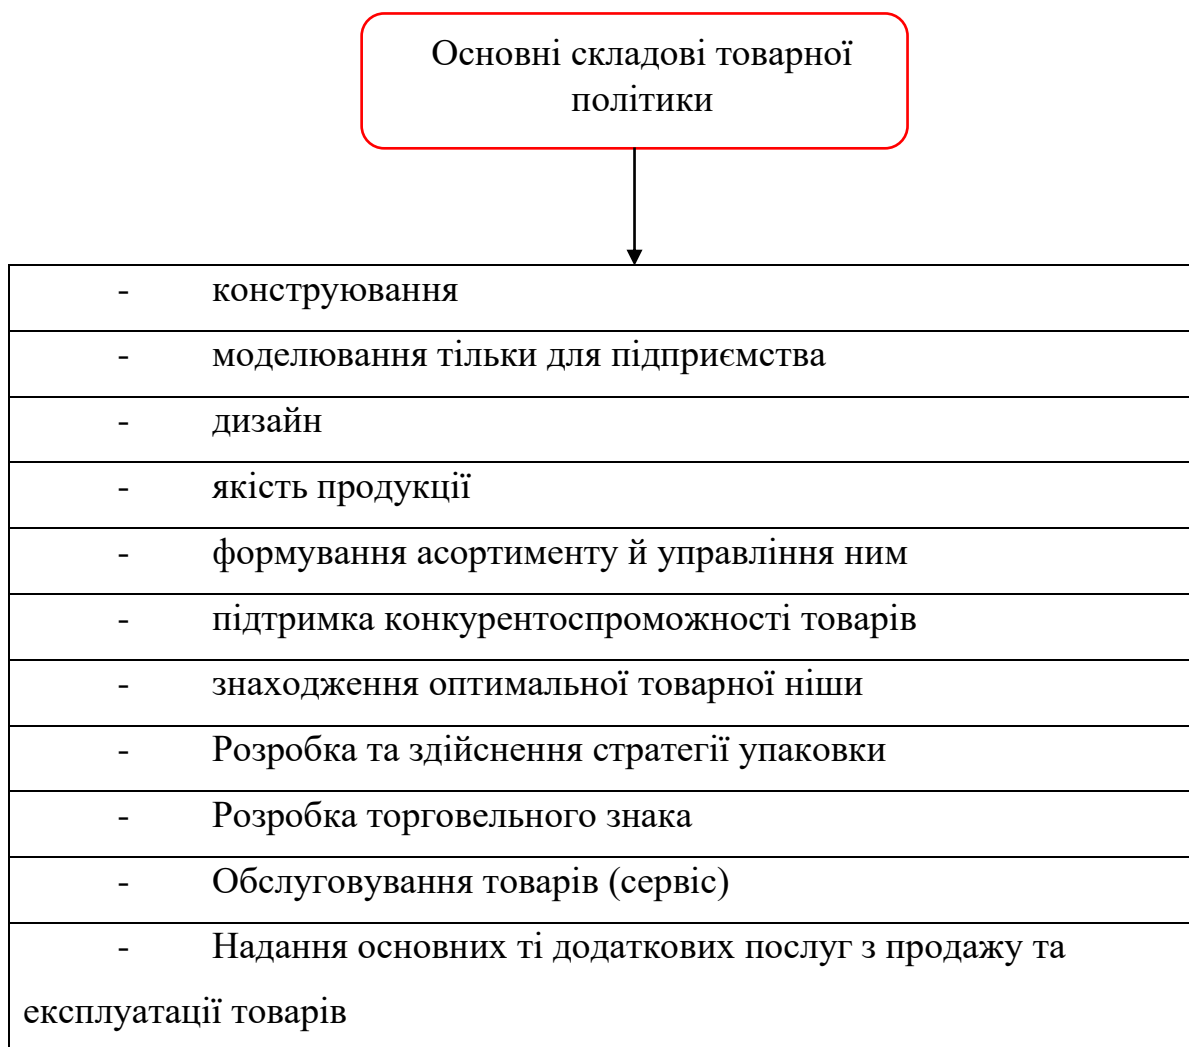 Основні складові товарної
політики
- конструювання
- моделювання тільки для підприємства
- дизайн
- якість продукції
- формування асортименту й управління ним
- підтримка конкурентоспроможності товарів
- знаходження оптимальної товарної ніши
- Розробка та здійснення стратегії упаковки
- Розробка торговельного знака
- Обслуговування товарів (сервіс)
- Надання основних ті додаткових послуг з продажу та
експлуатації товарів